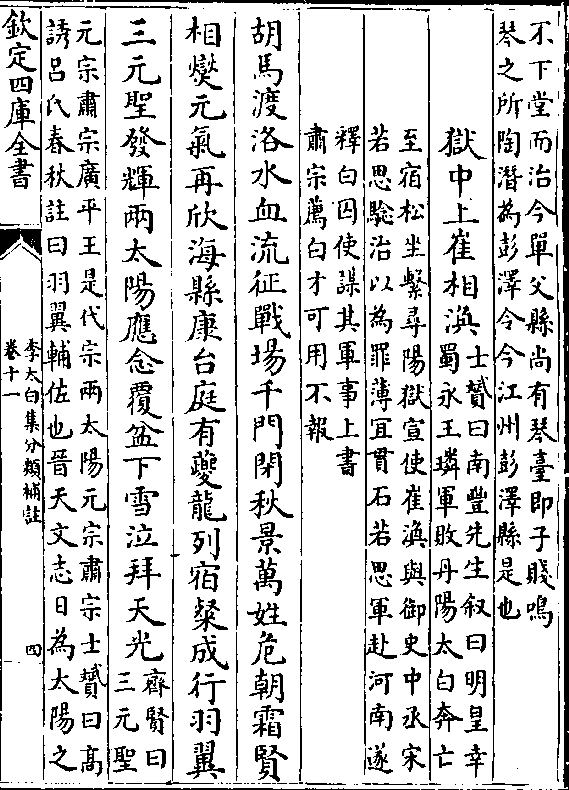 不下堂而治今單父縣尚有琴臺即子賤鳴
琴之所陶潛為彭澤令今江州彭澤縣是也
獄中上崔相渙
士贇曰南豐先生叙曰明皇幸
蜀永王璘軍敗丹陽太白奔亡
至宿松坐繫尋陽獄宣使崔渙與御史中丞宋
若思驗治以為罪薄冝貫石若思軍赴河南遂
釋白囚使謀其軍事上書
肅宗薦白才可用不報
胡馬渡洛水血流征戰場千門閉秋景萬姓危朝霜賢
相燮元氣再欣海縣康台庭有夔龍列宿粲成行羽翼
三元聖發輝兩太陽應念覆盆下雪泣拜天光
齊賢曰
三元聖
元宗肅宗廣平王是代宗兩太陽元宗肅宗士贇曰髙
誘呂氏春秋註曰羽翼輔佐也晉天文志日為太陽之
欽定四庫全書
李太白集分類補註
卷十一
四